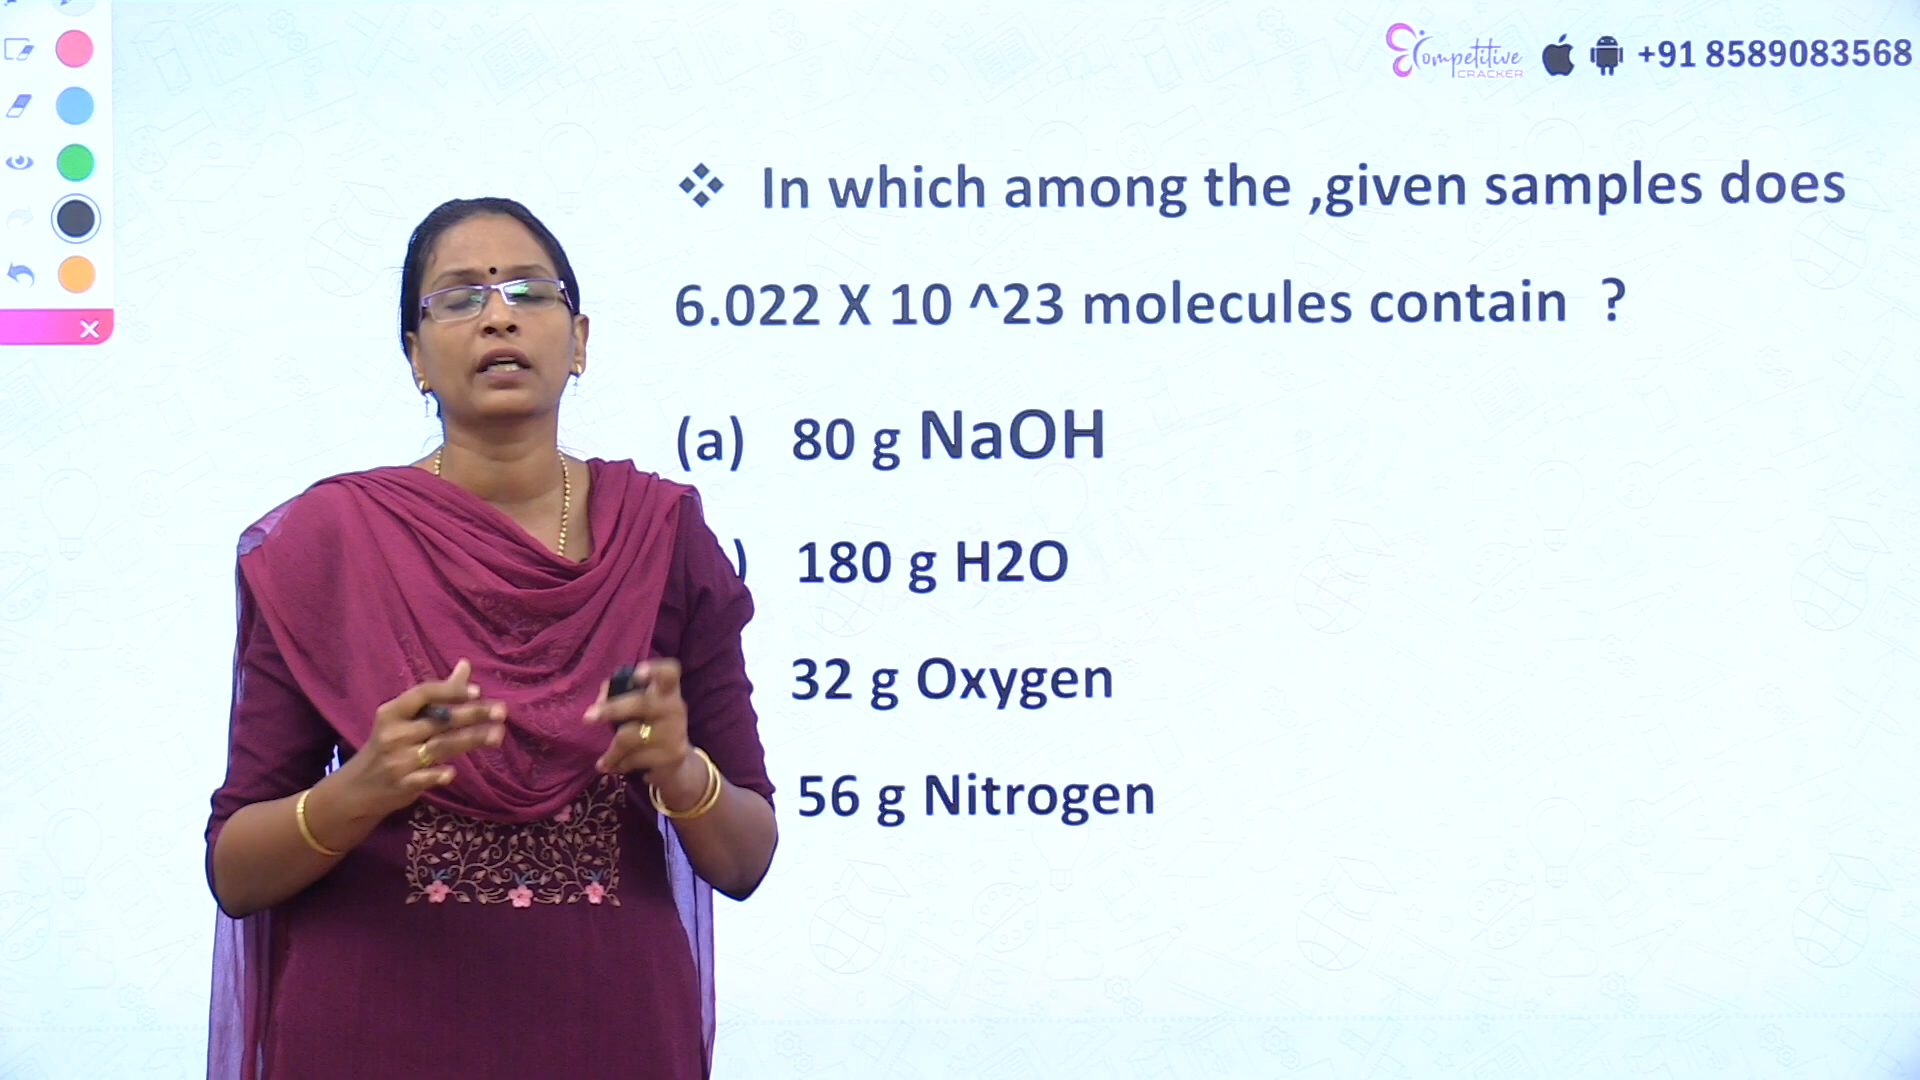 Competitive
CRACKER
+91 8589083568
❖ In which among the ,given samples does
6.022 X 10 ^23 molecules contain ?
(a) 80 g NaOH
) 180 g H2O
32 g Oxygen
56 g Nitrogen